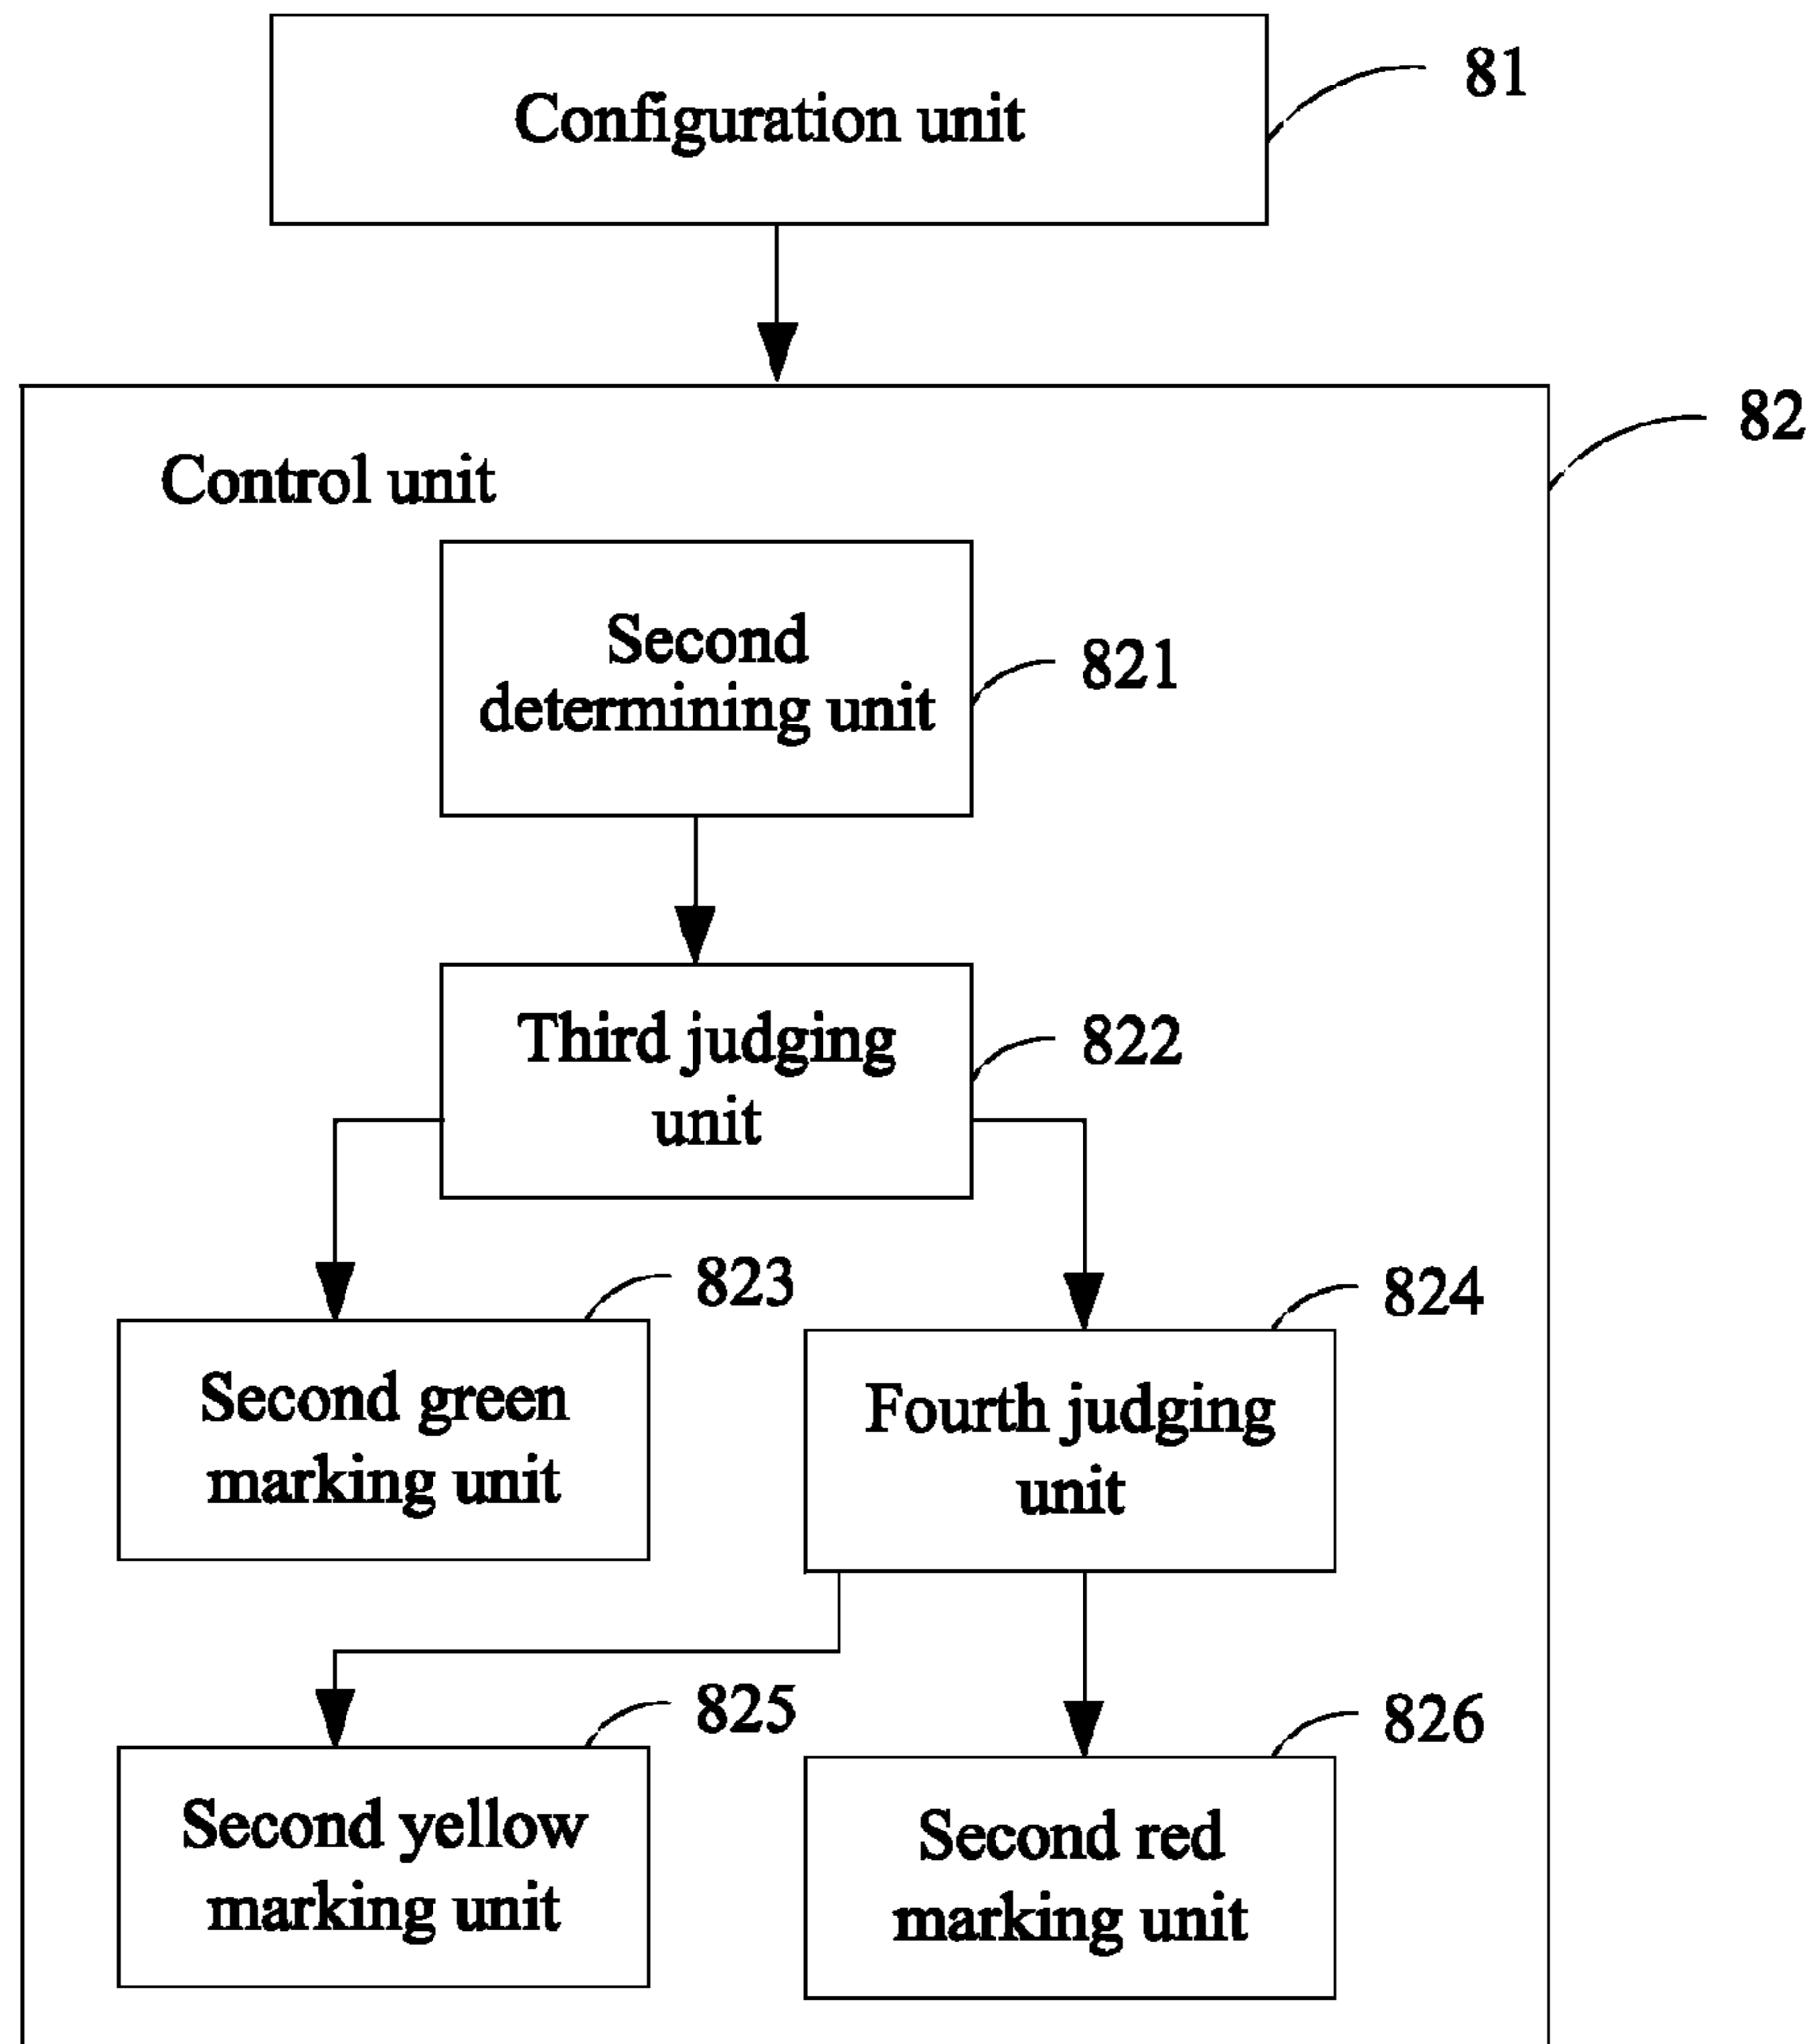 Configuration unit
81
82
Control unit
Second
determining unit
821
Third judging
unit
822
823
824
Second green
marking unit
Fourth judging
unit
825
826
Second yellow
marking unit
Second red
marking unit